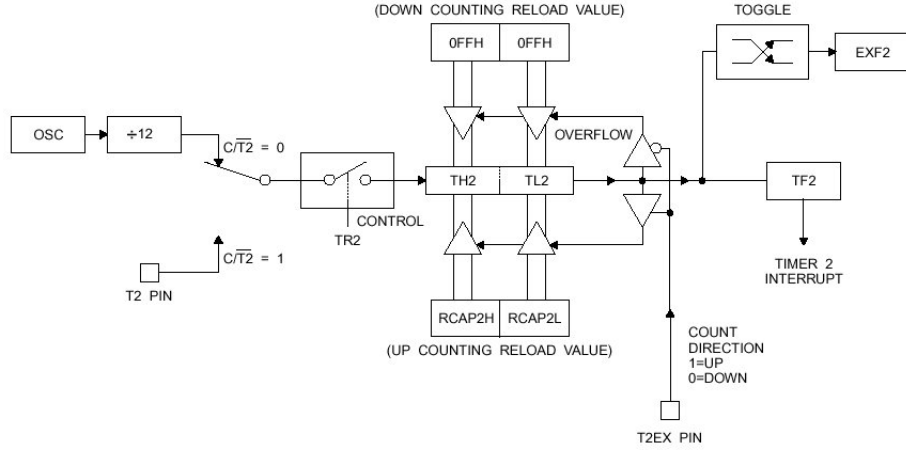 (DOWN COUNTING RELOAD VALUE)
TOGGLE
0FFH 0FFH
EXF2
OSC
÷12
OVERFLOW
C/T2̅ = 0
TH2 TL2
TF2
CONTROL
TR2
C/T2̅ = 1
T2 PIN
TIMER 2
INTERRUPT
RCAP2H RCAP2L
(UP COUNTING RELOAD VALUE)
COUNT
DIRECTION
1=UP
0=DOWN
T2EX PIN